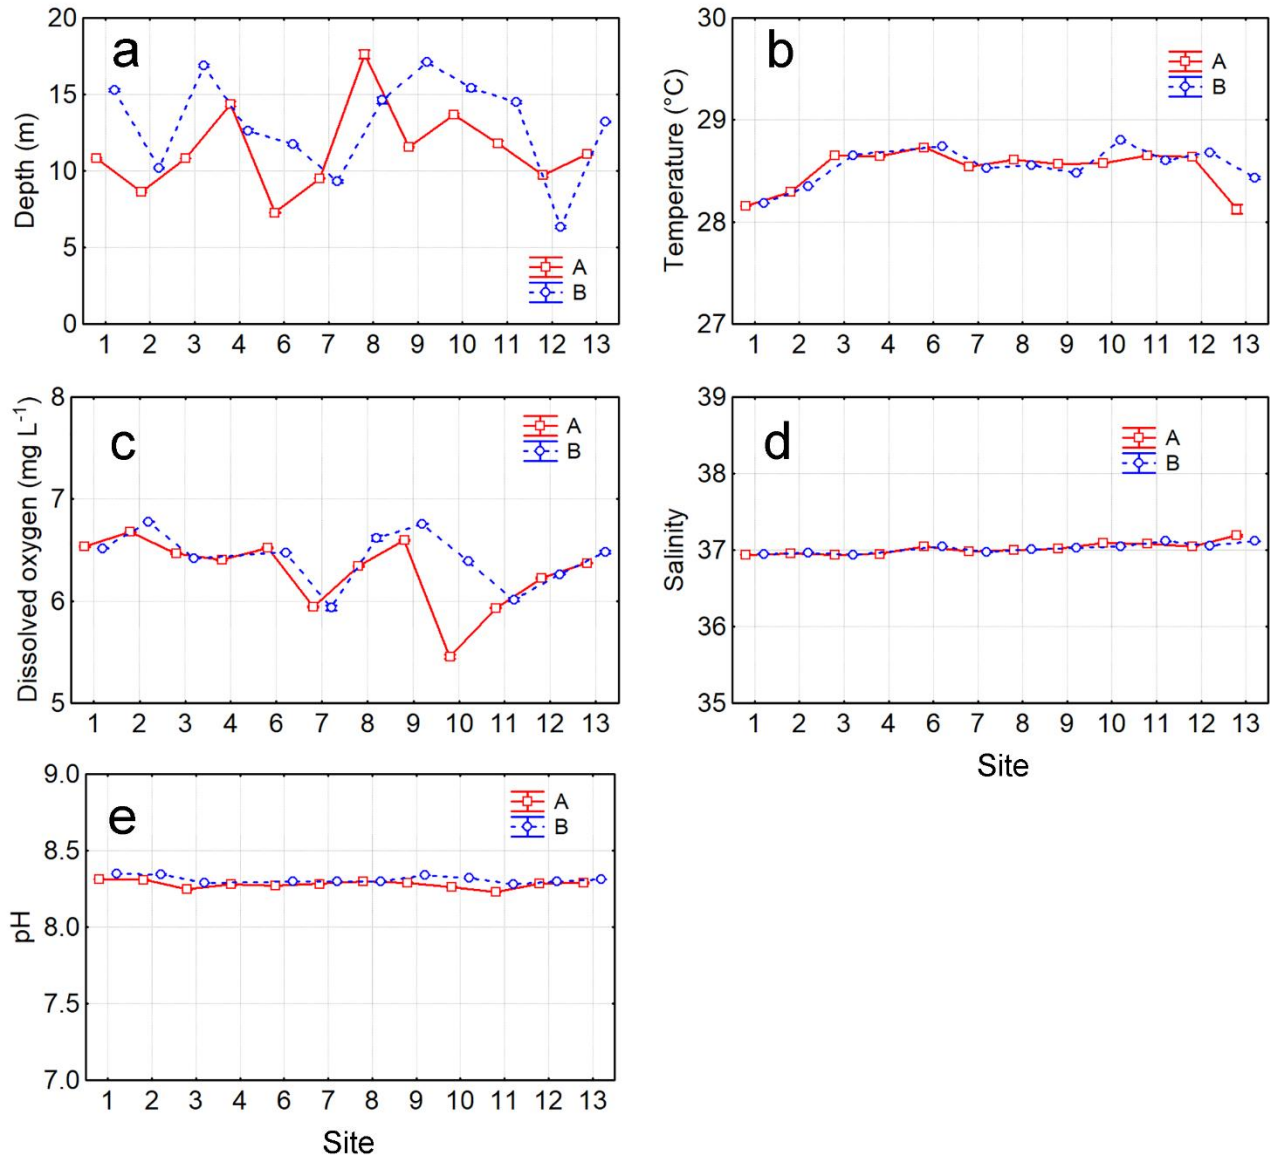 a
Depth (m)
20
15
10
5
0
A
B
1 2 3 4 6 7 8 9 10 11 12 13
b
Temperature (°C)
30
29
28
27
A
B
1 2 3 4 6 7 8 9 10 11 12 13
c
Dissolved oxygen (mg L⁻¹)
8
7
6
5
A
B
1 2 3 4 6 7 8 9 10 11 12 13
d
Salinity
39
38
37
36
35
A
B
1 2 3 4 6 7 8 9 10 11 12 13
Site
e
pH
9.0
8.5
8.0
7.5
7.0
A
B
1 2 3 4 6 7 8 9 10 11 12 13
Site